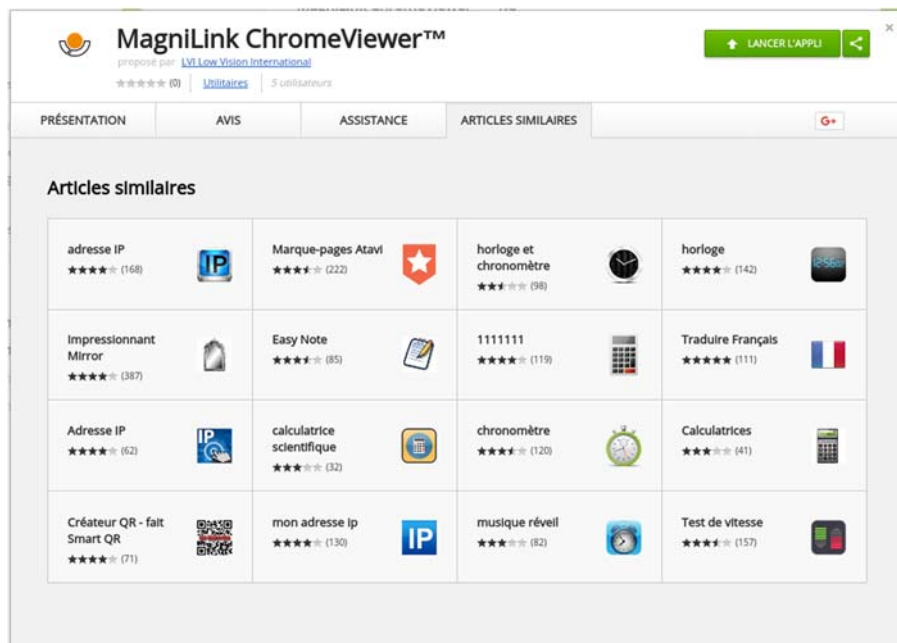 MagniLink ChromeViewer™
proposé par LVI Low Vision International
(0) Utilitaires 5 utilisateurs
LANCER L'APPLI
PRÉSENTATION AVIS ASSISTANCE ARTICLES SIMILAIRES G+
Articles similaires
adresse IP
(168)
Marque-pages Atavi
(222)
horloge et
chronomètre
(98)
horloge
(142)
Impressionnant
Mirror
(387)
Easy Note
(85)
1111111
(119)
Traduire Français
(111)
Adresse IP
(62)
calculatrice
scientifique
(32)
chronomètre
(120)
Calculatrices
(41)
Créateur QR - fait
Smart QR
(71)
mon adresse ip
(130)
musique réveil
(82)
Test de vitesse
(157)
IP
IP
IP